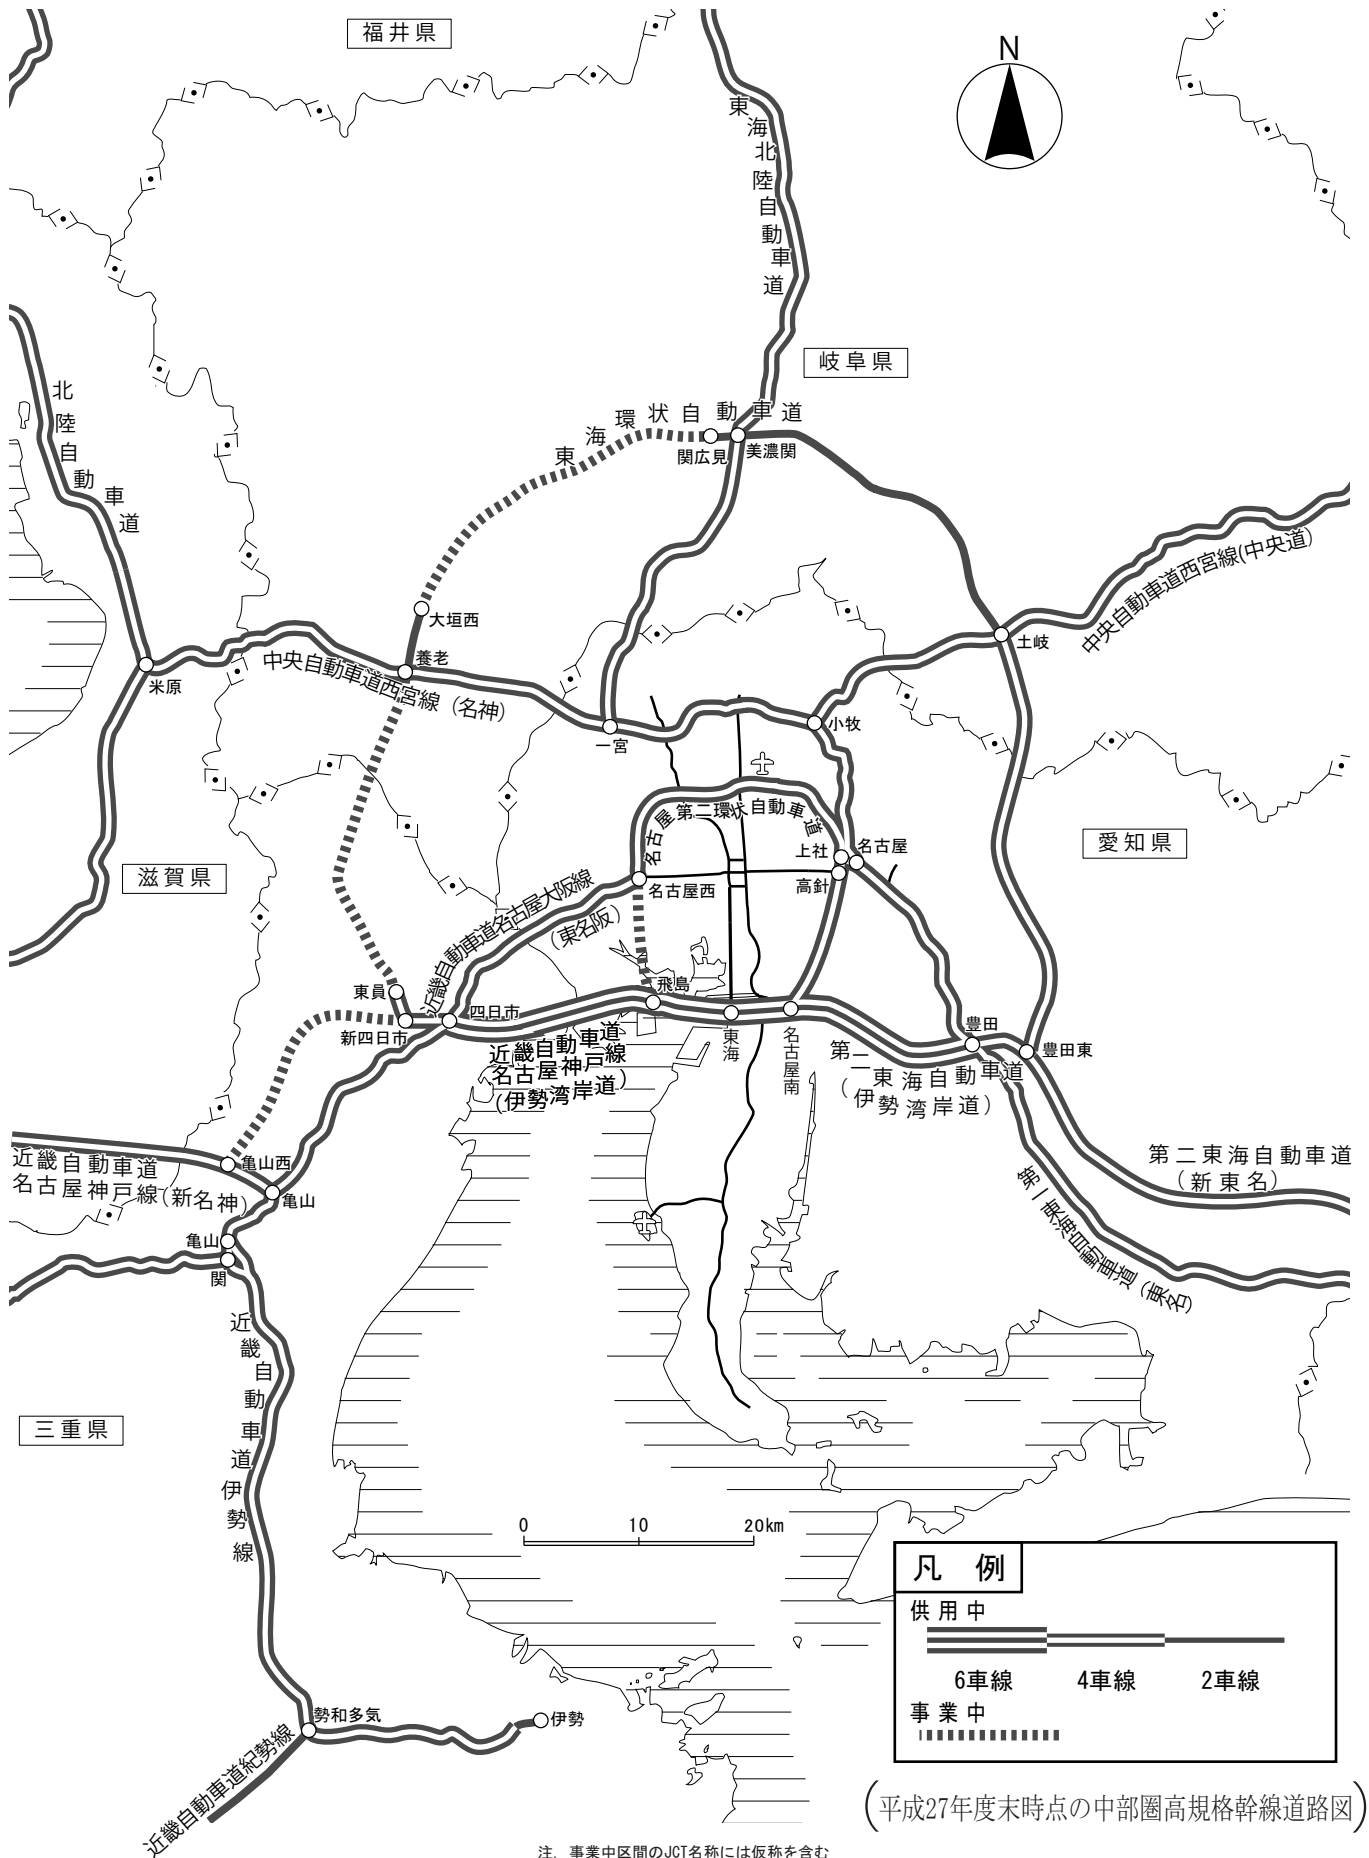 福井県
N
東海北陸自動車道
岐阜県
北陸自動車道
東海環状自動車道
関広見
美濃関
中央自動車道西宮線(中央道)
大垣西
土岐
養老
米原
中央自動車道西宮線(名神)
小牧
一宮
名古屋第二環状自動車道
愛知県
上社
名古屋
滋賀県
高針
名古屋西
近畿自動車道名古屋大阪線
(東名阪)
東員
飛島
四日市
新四日市
東海
名古屋南
豊田
豊田東
近畿自動車道
名古屋神戸線
(伊勢湾岸道)
第二東海自動車道
(伊勢湾岸道)
近畿自動車道
名古屋神戸線(新名神)
亀山西
亀山
第二東海自動車道
(新東名)
第一東海自動車道(東名)
亀山
関
近畿自動車道伊勢線
三重県
0 10 20km
凡例
供用中
6車線 4車線 2車線
事業中
勢和多気
伊勢
近畿自動車道紀勢線
(平成27年度末時点の中部圏高規格幹線道路図)
注. 事業中区間のJCT名称には仮称を含む